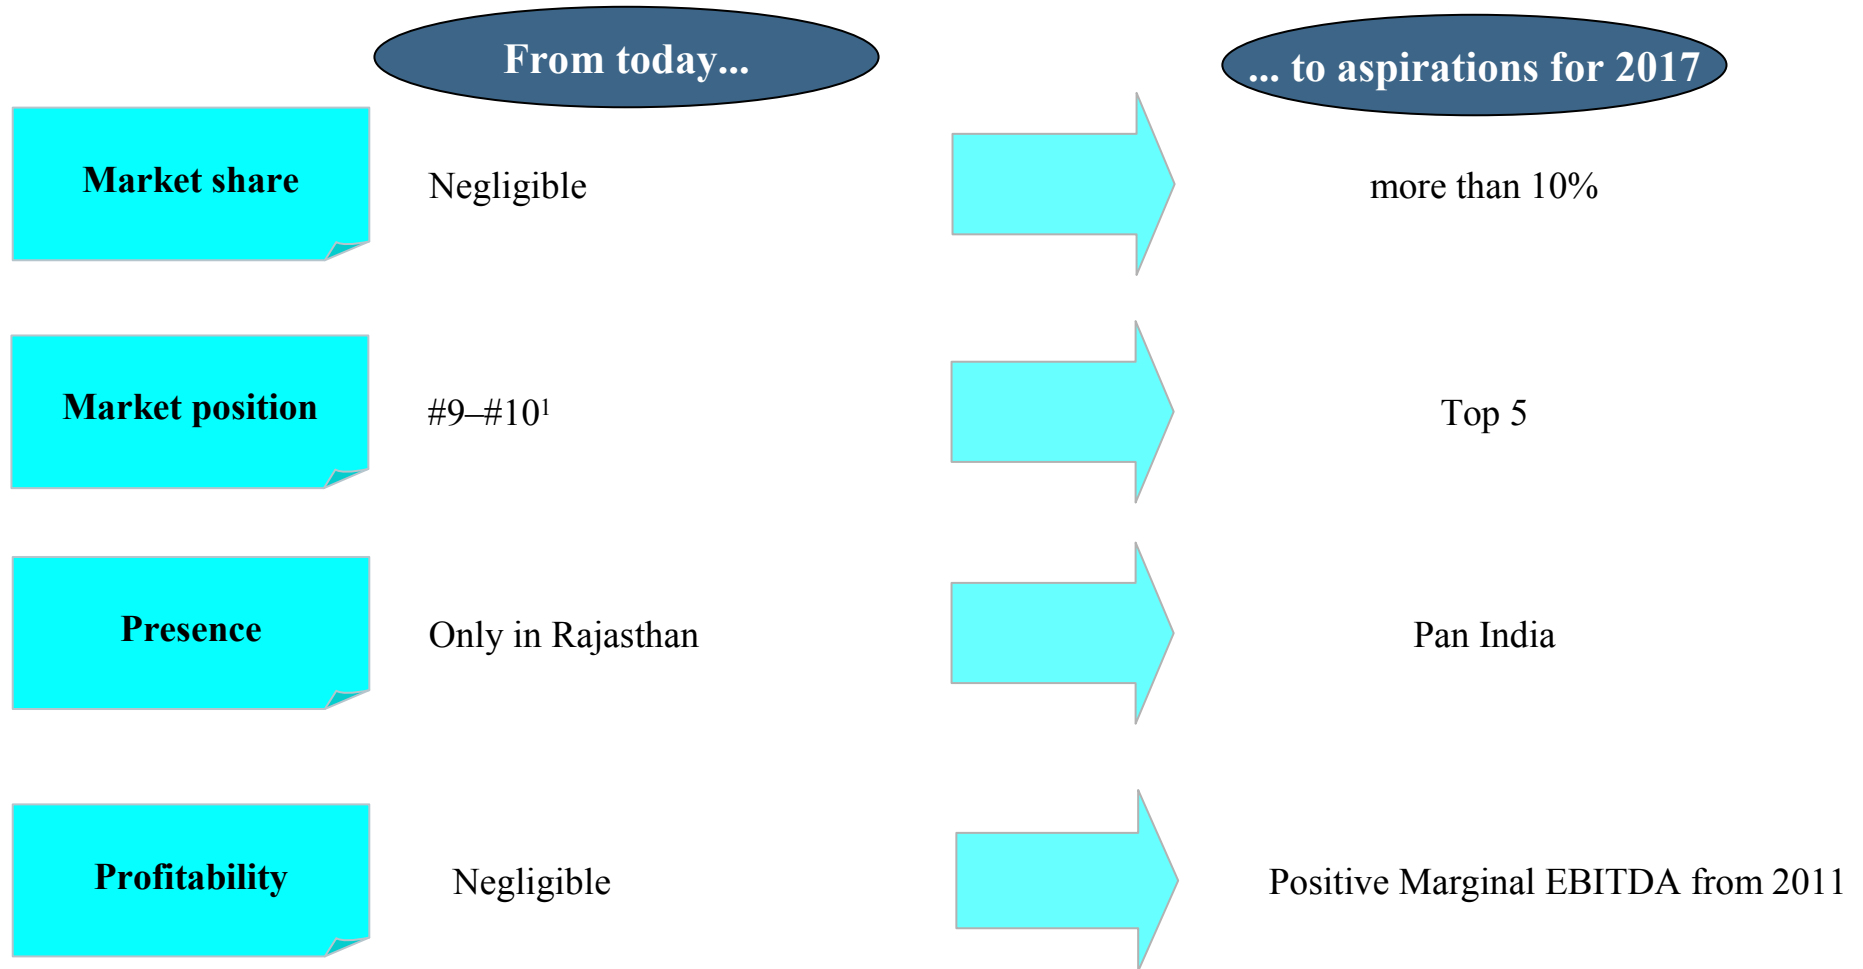 From today...
... to aspirations for 2017
Market share
Negligible
more than 10%
Market position
#9–#10¹
Top 5
Presence
Only in Rajasthan
Pan India
Profitability
Negligible
Positive Marginal EBITDA from 2011